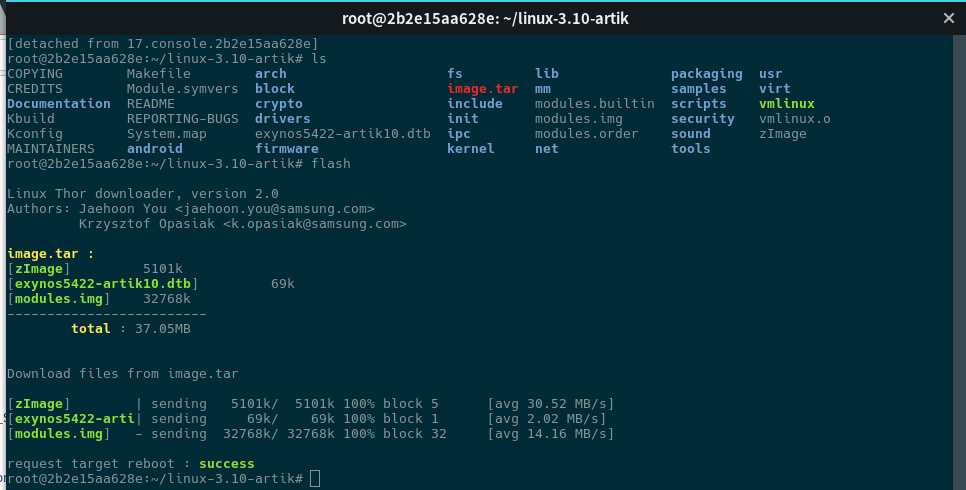 root@2b2e15aa628e: ~/linux-3.10-artik
[detached from 17.console.2b2e15aa628e]
root@2b2e15aa628e:~/linux-3.10-artik# ls
COPYING        Makefile        arch                    fs         lib              packaging  usr
CREDITS        Module.symvers  block                   image.tar  mm               samples    virt
Documentation  README          crypto                  include    modules.builtin  scripts    vmlinux
Kbuild         REPORTING-BUGS  drivers                 init       modules.img      security   vmlinux.o
Kconfig        System.map      exynos5422-artik10.dtb  ipc        modules.order    sound      zImage
MAINTAINERS    android         firmware                kernel     net              tools
root@2b2e15aa628e:~/linux-3.10-artik# flash
Linux Thor downloader, version 2.0
Authors: Jaehoon You <jaehoon.you@samsung.com>
         Krzysztof Opasiak <k.opasiak@samsung.com>
image.tar :
[zImage]         5101k
[exynos5422-artik10.dtb]         69k
[modules.img]    32768k
-------------------------
        total : 37.05MB
Download files from image.tar
[zImage]        | sending   5101k/  5101k 100% block 5      [avg 30.52 MB/s]
[exynos5422-arti| sending     69k/    69k 100% block 1      [avg 2.02 MB/s]
[modules.img]   - sending  32768k/ 32768k 100% block 32     [avg 14.16 MB/s]
request target reboot : success
root@2b2e15aa628e:~/linux-3.10-artik#